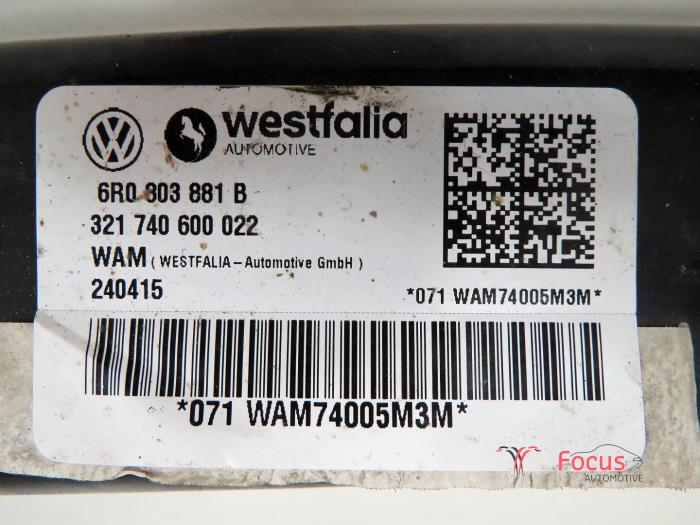 westfalia
AUTOMOTIVE
6R0 803 881 B
321 740 600 022
WAM ( WESTFALIA - Automotive GmbH )
240415
*071 WAM74005M3M*
*071 WAM74005M3M*
Focus
AUTOMOTIVE